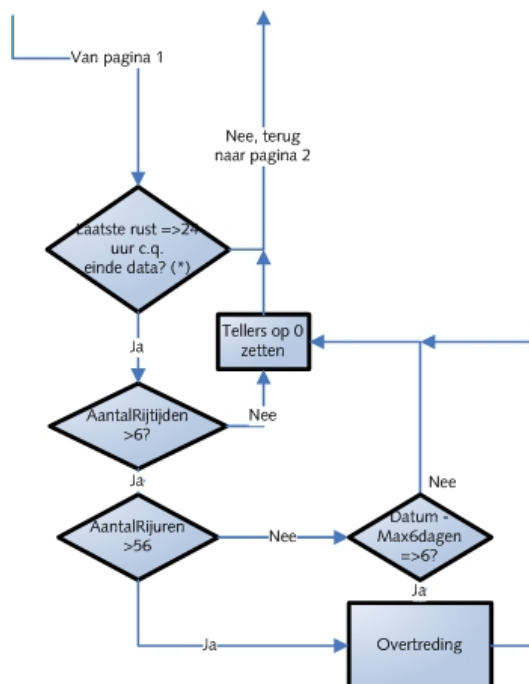 Van pagina 1
Nee, terug
naar pagina 2
Laatste rust =>24
uur c.q.
einde data? (*)
Tellers op 0
zetten
Ja
AantalRijtijden
>6?
Nee
Ja
AantalRijuren
>56
Nee
Datum -
Max6dagen
=>6?
Nee
Ja
Ja
Overtreding